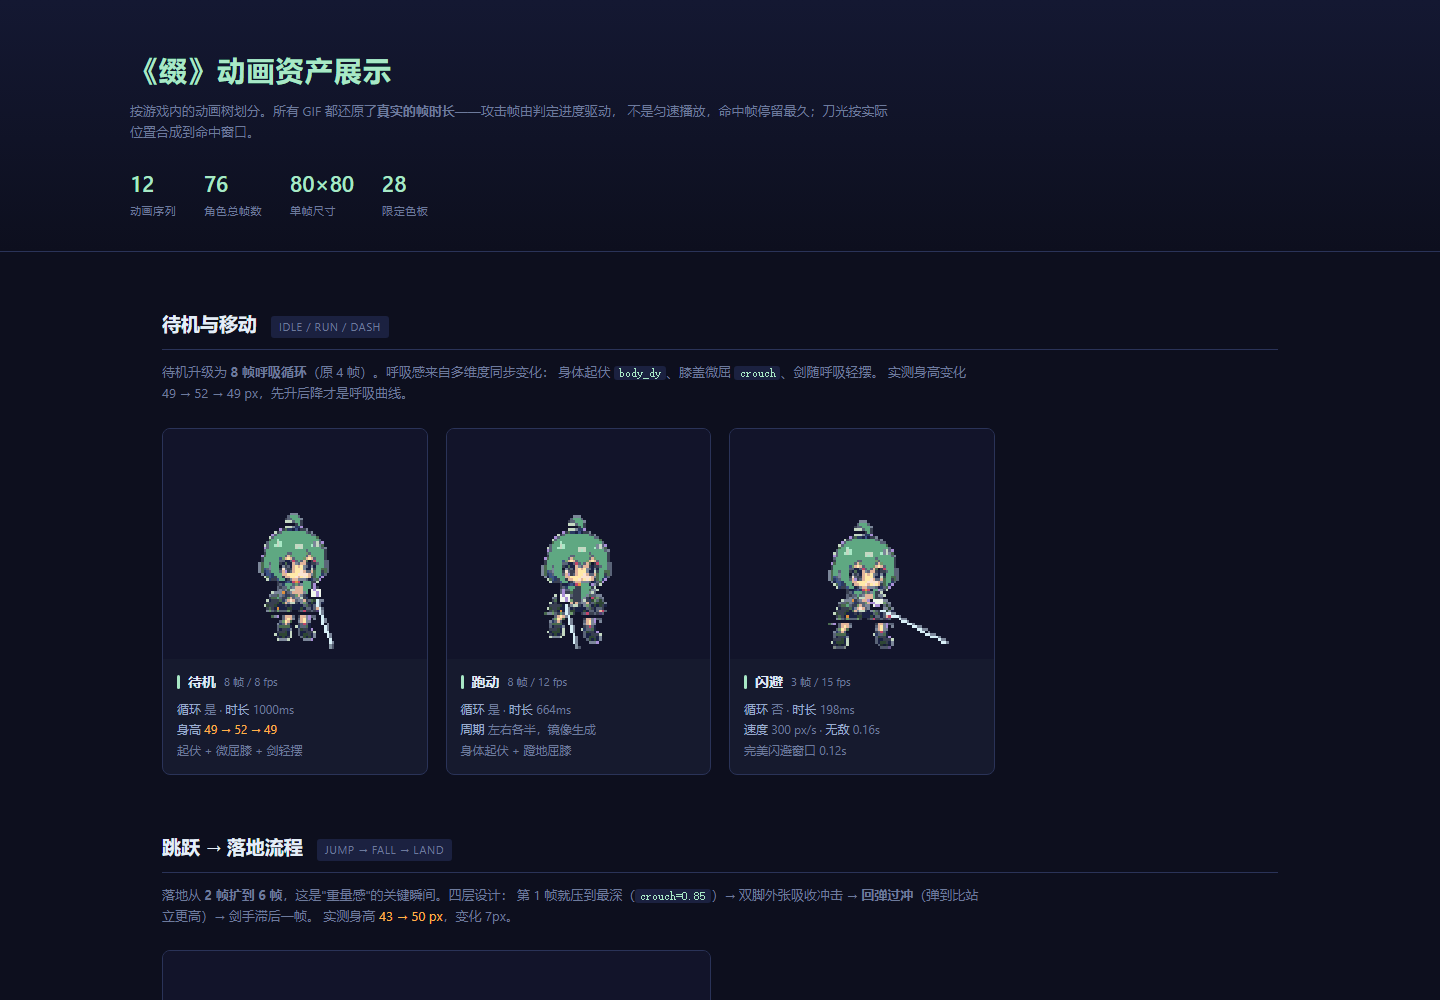 《缀》动画资产展示
按游戏内的动画树划分。所有 GIF 都还原了真实的帧时长——攻击帧由判定进度驱动， 不是匀速播放，命中帧停留最久；刀光按实际
位置合成到命中窗口。
12 76 80×80 28
动画序列 角色总帧数 单帧尺寸 限定色板
待机与移动 IDLE / RUN / DASH
待机升级为 8 帧呼吸循环（原 4 帧）。呼吸感来自多维度同步变化： 身体起伏 body_dy、膝盖微屈 crouch、剑随呼吸轻摆。 实测身高变化
49 → 52 → 49 px，先升后降才是呼吸曲线。
待机 8 帧 / 8 fps
循环 是 · 时长 1000ms
身高 49 → 52 → 49
起伏 + 微屈膝 + 剑轻摆
跑动 8 帧 / 12 fps
循环 是 · 时长 664ms
周期 左右各半，镜像生成
身体起伏 + 蹬地屈膝
闪避 3 帧 / 15 fps
循环 否 · 时长 198ms
速度 300 px/s · 无敌 0.16s
完美闪避窗口 0.12s
跳跃 → 落地流程 JUMP → FALL → LAND
落地从 2 帧扩到 6 帧，这是"重量感"的关键瞬间。四层设计： 第 1 帧就压到最深（crouch=0.85）→ 双脚外张吸收冲击 → 回弹过冲（弹到比站
立更高）→ 剑手滞后一帧。 实测身高 43 → 50 px，变化 7px。